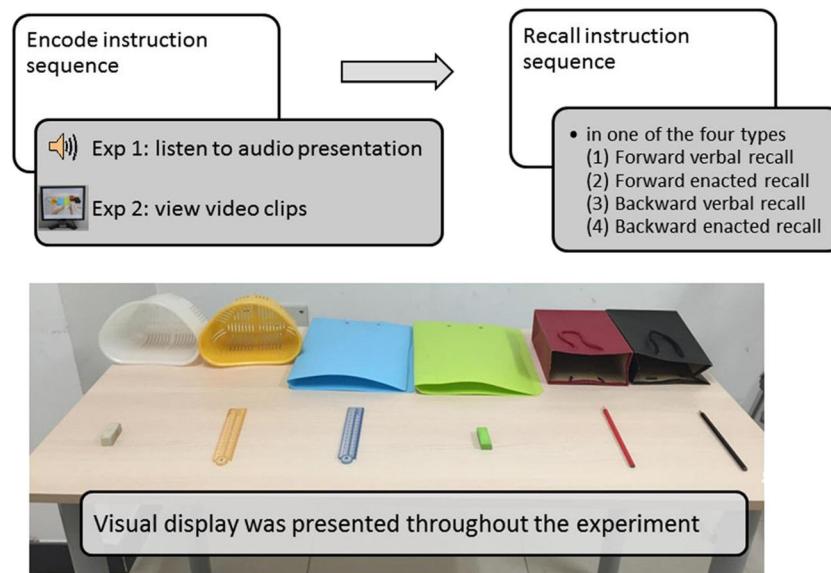 Encode instruction
sequence
Exp 1: listen to audio presentation
Exp 2: view video clips
Recall instruction
sequence
• in one of the four types
(1) Forward verbal recall
(2) Forward enacted recall
(3) Backward verbal recall
(4) Backward enacted recall
Visual display was presented throughout the experiment